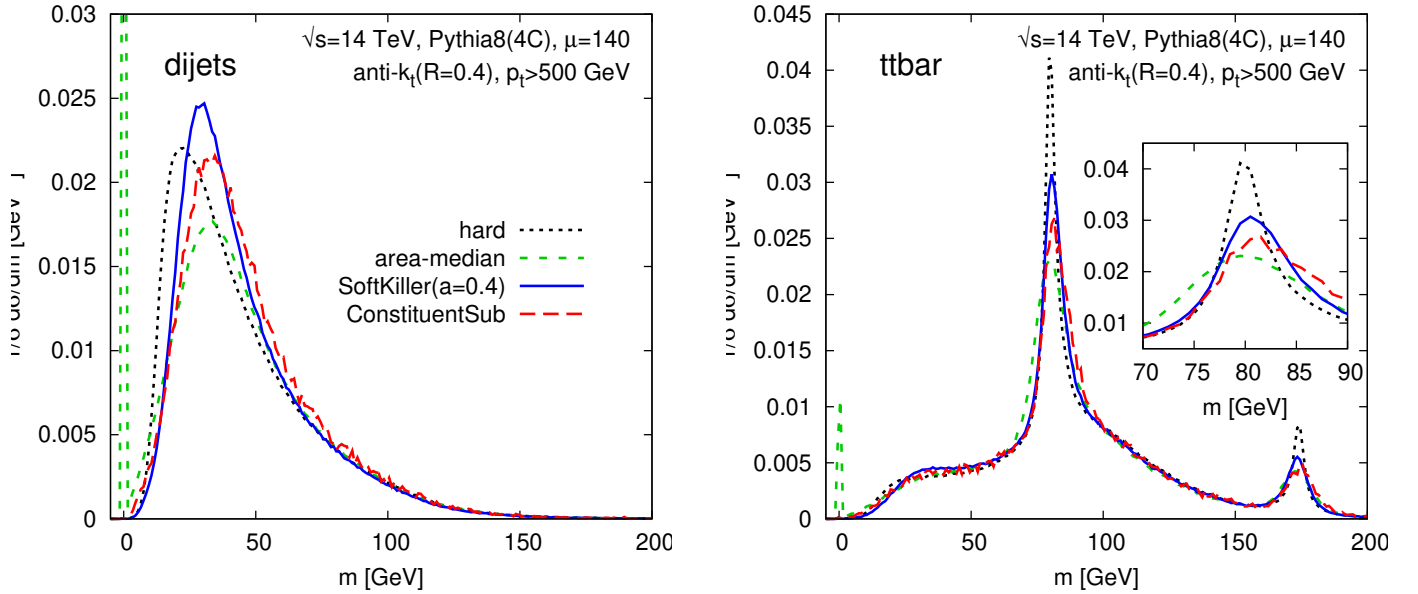 0.03
0.025
0.02
0.015
0.01
0.005
0
0
50
100
150
200
m [GeV]
dijets
√s=14 TeV, Pythia8(4C), μ=140
anti-kt(R=0.4), pt>500 GeV
hard
area-median
SoftKiller(a=0.4)
ConstituentSub
0.045
0.04
0.035
0.03
0.025
0.02
0.015
0.01
0.005
0
0
50
100
150
200
m [GeV]
ttbar
√s=14 TeV, Pythia8(4C), μ=140
anti-kt(R=0.4), pt>500 GeV
0.04
0.03
0.02
0.01
70
75
80
85
90
m [GeV]